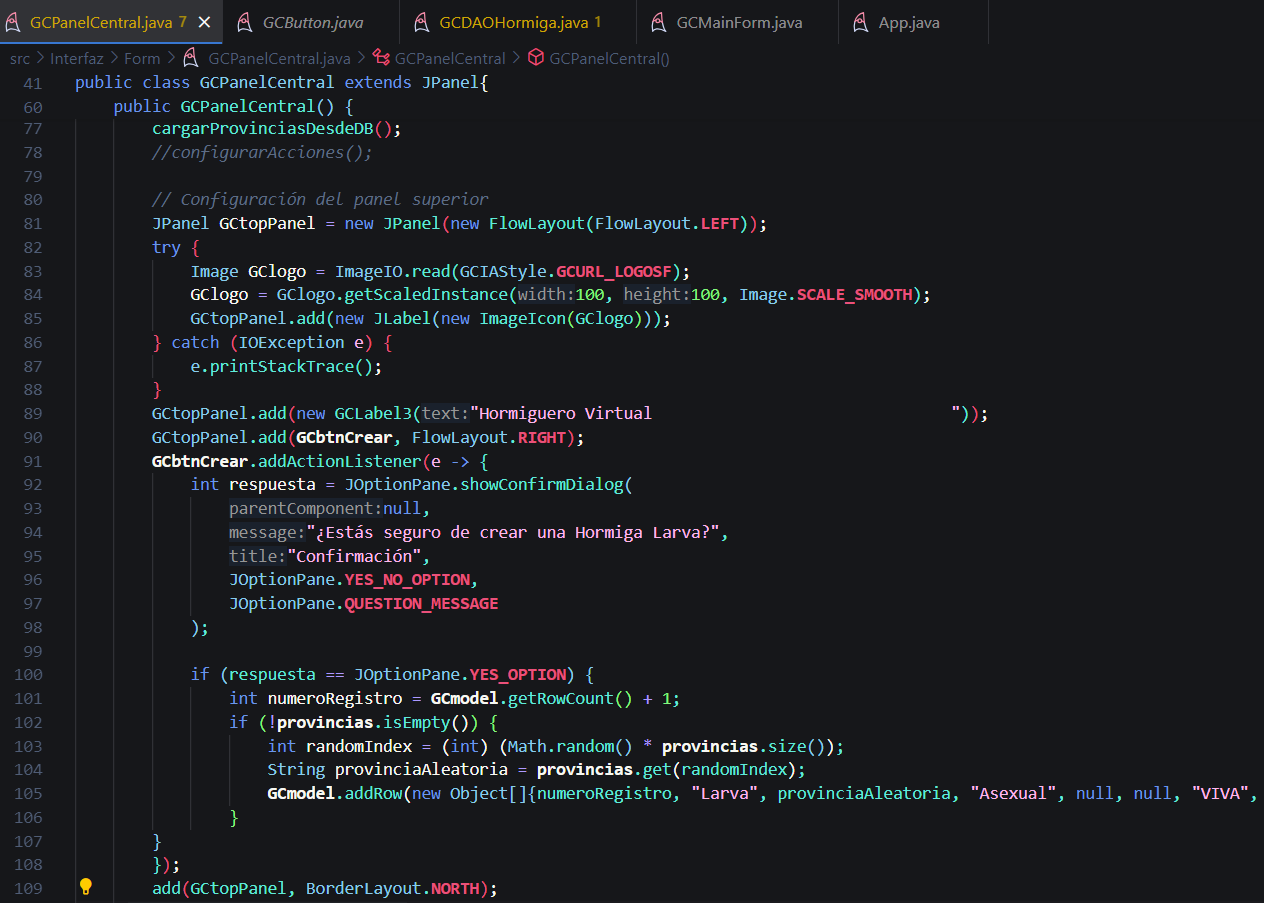 GCPanelCentral.java 7 × GCButton.java GCDAOHormiga.java 1 GCMainForm.java App.java
src > Interfaz > Form > GCPanelCentral.java > GCPanelCentral > GCPanelCentral()
41 public class GCPanelCentral extends JPanel{
60 public GCPanelCentral() {
77 cargarProvinciasDesdeDB();
78 //configurarAcciones();
79
80 // Configuración del panel superior
81 JPanel GCtopPanel = new JPanel(new FlowLayout(FlowLayout.LEFT));
82 try {
83 Image GClogo = ImageIO.read(GCIAStyle.GCURL_LOGOSF);
84 GClogo = GClogo.getScaledInstance(width:100, height:100, Image.SCALE_SMOOTH);
85 GCtopPanel.add(new JLabel(new ImageIcon(GClogo)));
86 } catch (IOException e) {
87 e.printStackTrace();
88 }
89 GCtopPanel.add(new GCLabel3(text:"Hormiguero Virtual                               "));
90 GCtopPanel.add(GCbtnCrear, FlowLayout.RIGHT);
91 GCbtnCrear.addActionListener(e -> {
92 int respuesta = JOptionPane.showConfirmDialog(
93 parentComponent:null,
94 message:"¿Estás seguro de crear una Hormiga Larva?",
95 title:"Confirmación",
96 JOptionPane.YES_NO_OPTION,
97 JOptionPane.QUESTION_MESSAGE
98 );
99
100 if (respuesta == JOptionPane.YES_OPTION) {
101 int numeroRegistro = GCmodel.getRowCount() + 1;
102 if (!provincias.isEmpty()) {
103 int randomIndex = (int) (Math.random() * provincias.size());
104 String provinciaAleatoria = provincias.get(randomIndex);
105 GCmodel.addRow(new Object[]{numeroRegistro, "Larva", provinciaAleatoria, "Asexual", null, null, "VIVA",
106 }
107 }
108 });
109 add(GCtopPanel, BorderLayout.NORTH);